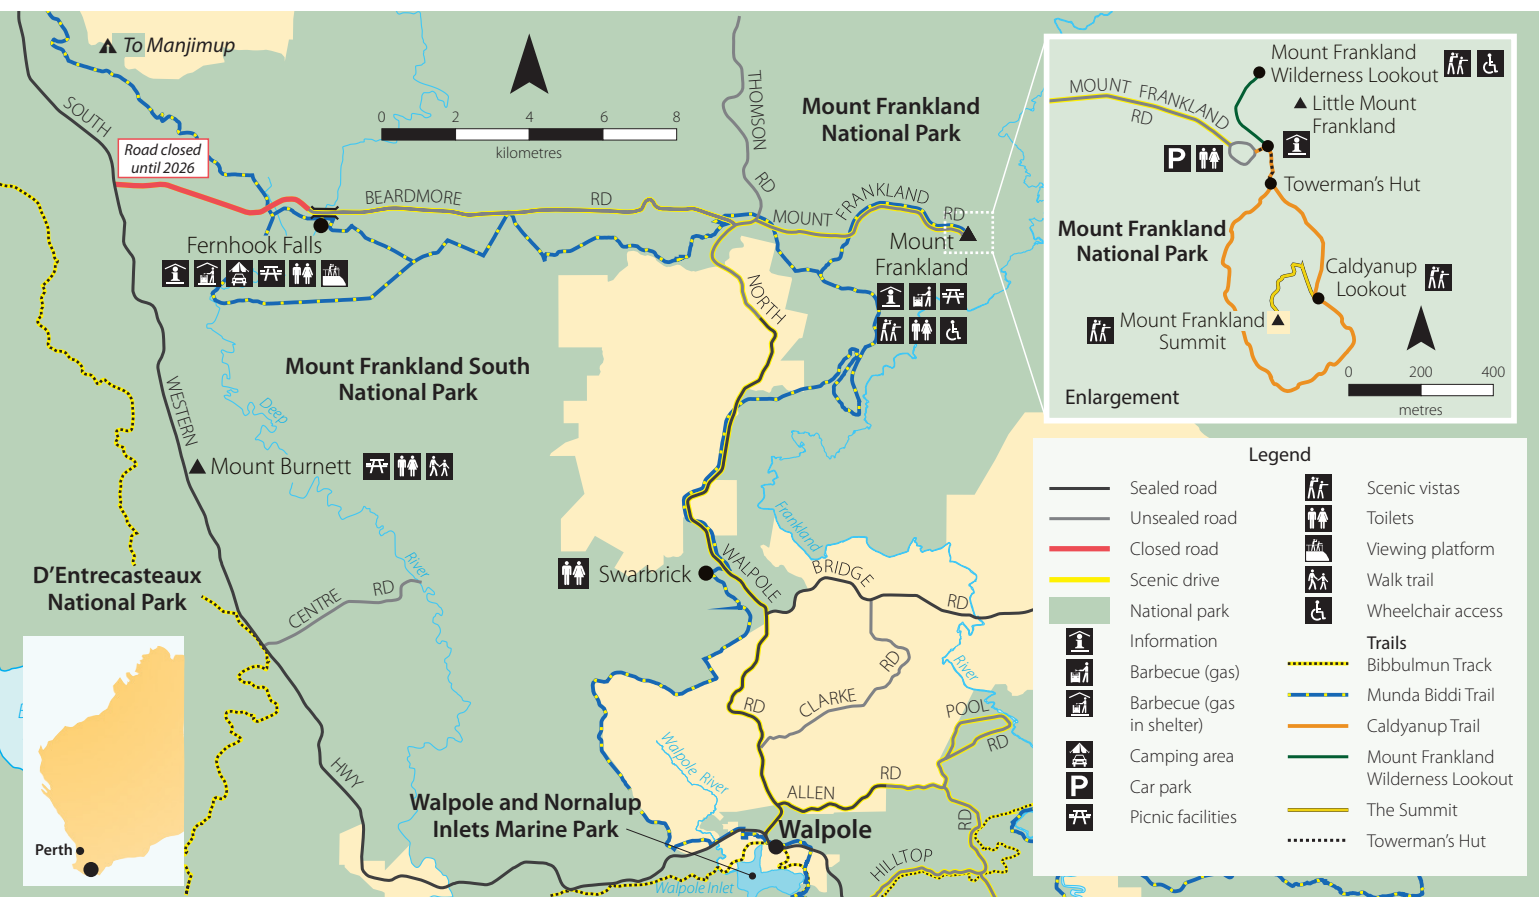 To Manjimup
SOUTH
Road closed
until 2026
0 2 4 6 8
kilometres
THOMSON
RD
Mount Frankland
National Park
BEARDMORE
RD
MOUNT
FRANKLAND
RD
Fernhook Falls
Mount
Frankland
NORTH
Mount Frankland South
National Park
WESTERN
Deep
Mount Burnett
River
Frankland
D'Entrecasteaux
National Park
CENTRE
RD
Swarbrick
WALPOLE
BRIDGE
RD
River
RD
CLARKE
RD
POOL
RD
Walpole River
HWY
ALLEN
RD
RD
Walpole and Nornalup
Inlets Marine Park
Walpole
HILLTOP
RD
Walpole Inlet
Perth
Mount Frankland
Wilderness Lookout
MOUNT FRANKLAND
RD
Little Mount
Frankland
P
Towerman's Hut
Mount Frankland
National Park
Caldyanup
Lookout
Mount Frankland
Summit
0 200 400
metres
Enlargement
Legend
Sealed road
Unsealed road
Closed road
Scenic drive
National park
Information
Barbecue (gas)
Barbecue (gas
in shelter)
Camping area
P Car park
Picnic facilities
Scenic vistas
Toilets
Viewing platform
Walk trail
Wheelchair access
Trails
Bibbulmun Track
Munda Biddi Trail
Caldyanup Trail
Mount Frankland
Wilderness Lookout
The Summit
Towerman's Hut